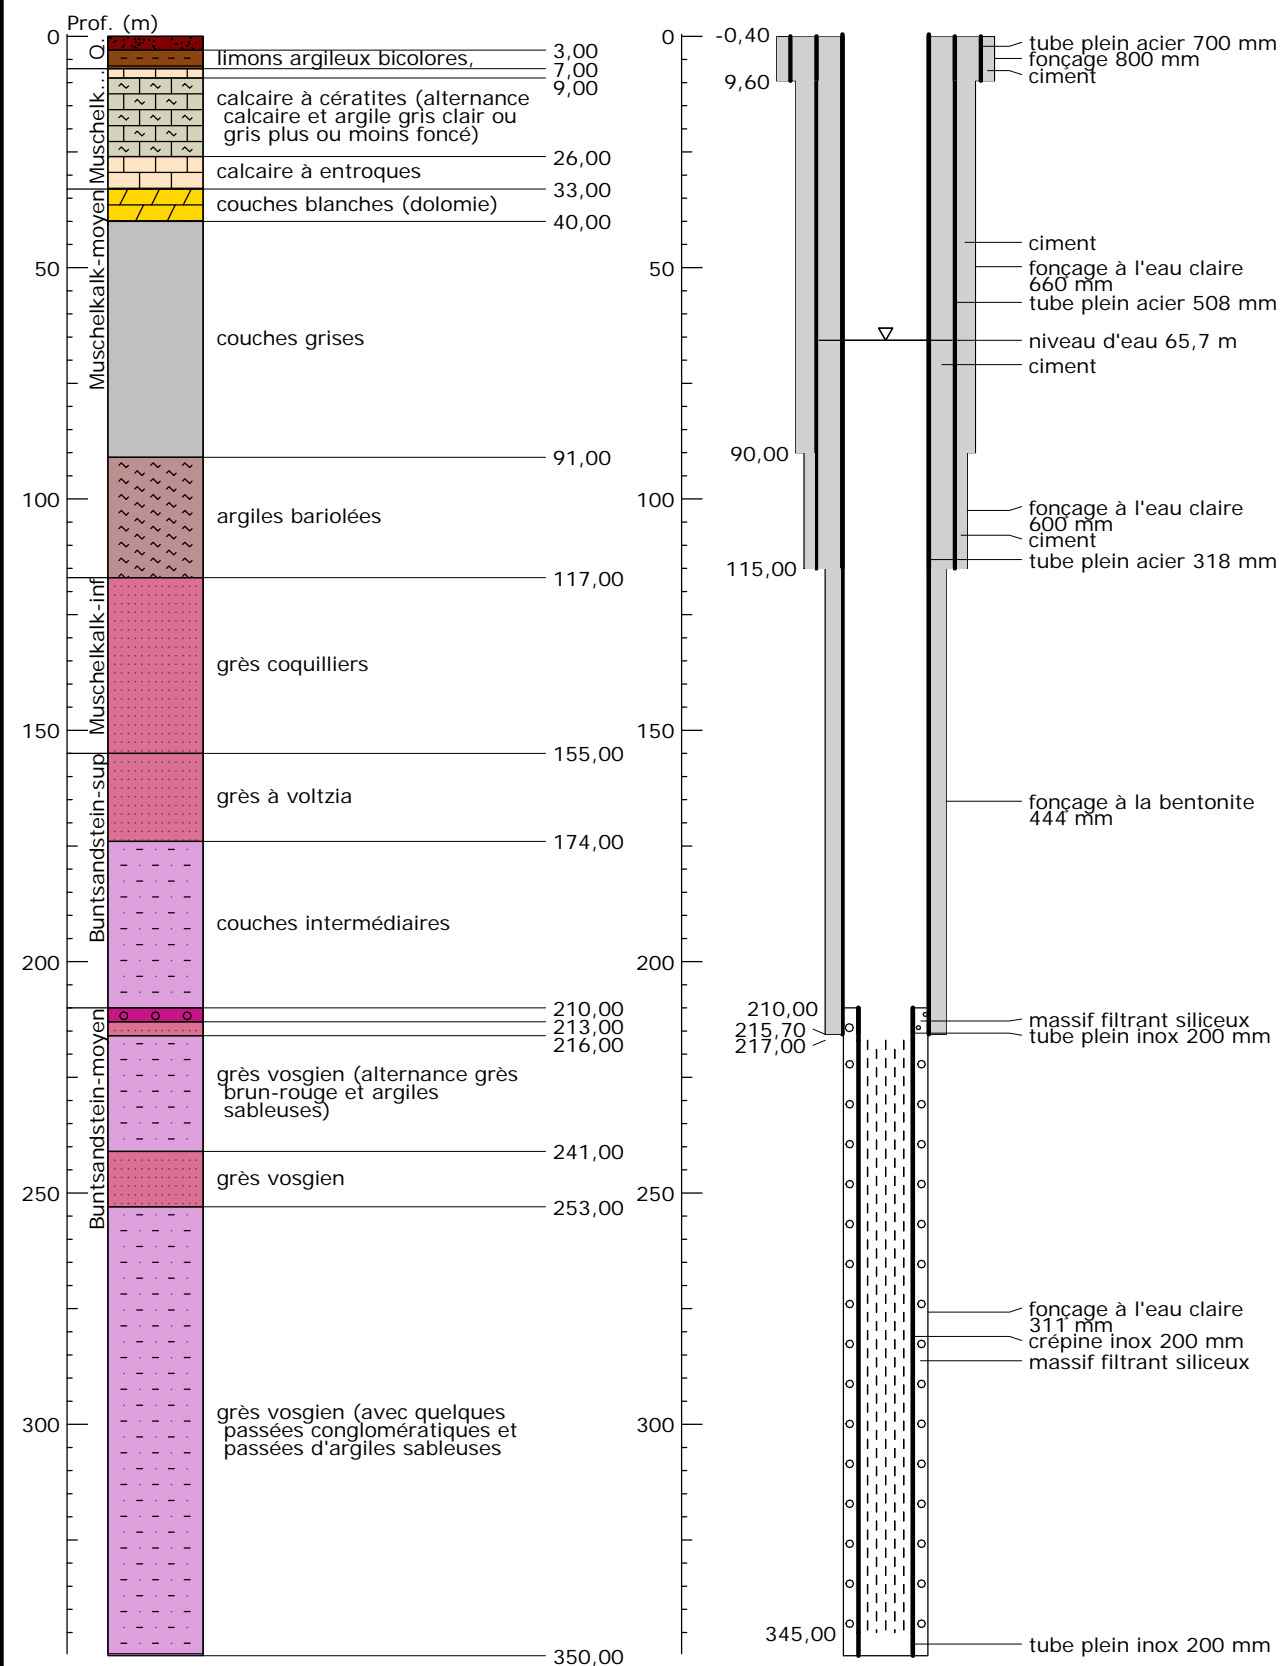 Prof. (m)
0
50
100
150
200
250
300
Q.
Muschelk...
Muschelkalk-moyen
Muschelkalk-inf
Buntsandstein-sup
Buntsandstein-moyen
limons argileux bicolores,
calcaire à cératites (alternance
calcaire et argile gris clair ou
gris plus ou moins foncé)
calcaire à entroques
couches blanches (dolomie)
couches grises
argiles bariolées
grès coquilliers
grès à voltzia
couches intermédiaires
grès vosgien (alternance grès
brun-rouge et argiles
sableuses)
grès vosgien
grès vosgien (avec quelques
passées conglomératiques et
passées d'argiles sableuses
3,00
7,00
9,00
26,00
33,00
40,00
91,00
117,00
155,00
174,00
210,00
213,00
216,00
241,00
253,00
350,00
0
50
100
150
200
250
300
-0,40
9,60
90,00
115,00
210,00
215,70
217,00
345,00
tube plein acier 700 mm
fonçage 800 mm
ciment
ciment
fonçage à l'eau claire
660 mm
tube plein acier 508 mm
niveau d'eau 65,7 m
ciment
fonçage à l'eau claire
600 mm
ciment
tube plein acier 318 mm
fonçage à la bentonite
444 mm
massif filtrant siliceux
tube plein inox 200 mm
fonçage à l'eau claire
311 mm
crépine inox 200 mm
massif filtrant siliceux
tube plein inox 200 mm